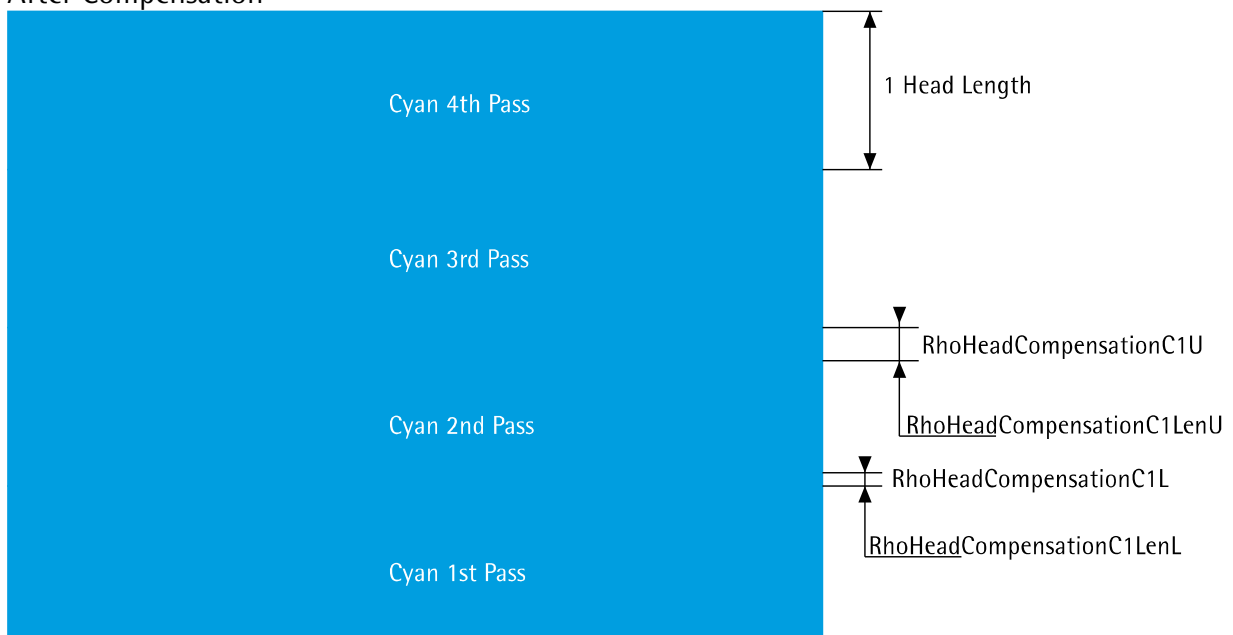 After Compensation
1 Head Length
Cyan 4th Pass
Cyan 3rd Pass
RhoHeadCompensationC1U
Cyan 2nd Pass
RhoHeadCompensationC1LenU
RhoHeadCompensationC1L
RhoHeadCompensationC1LenL
Cyan 1st Pass